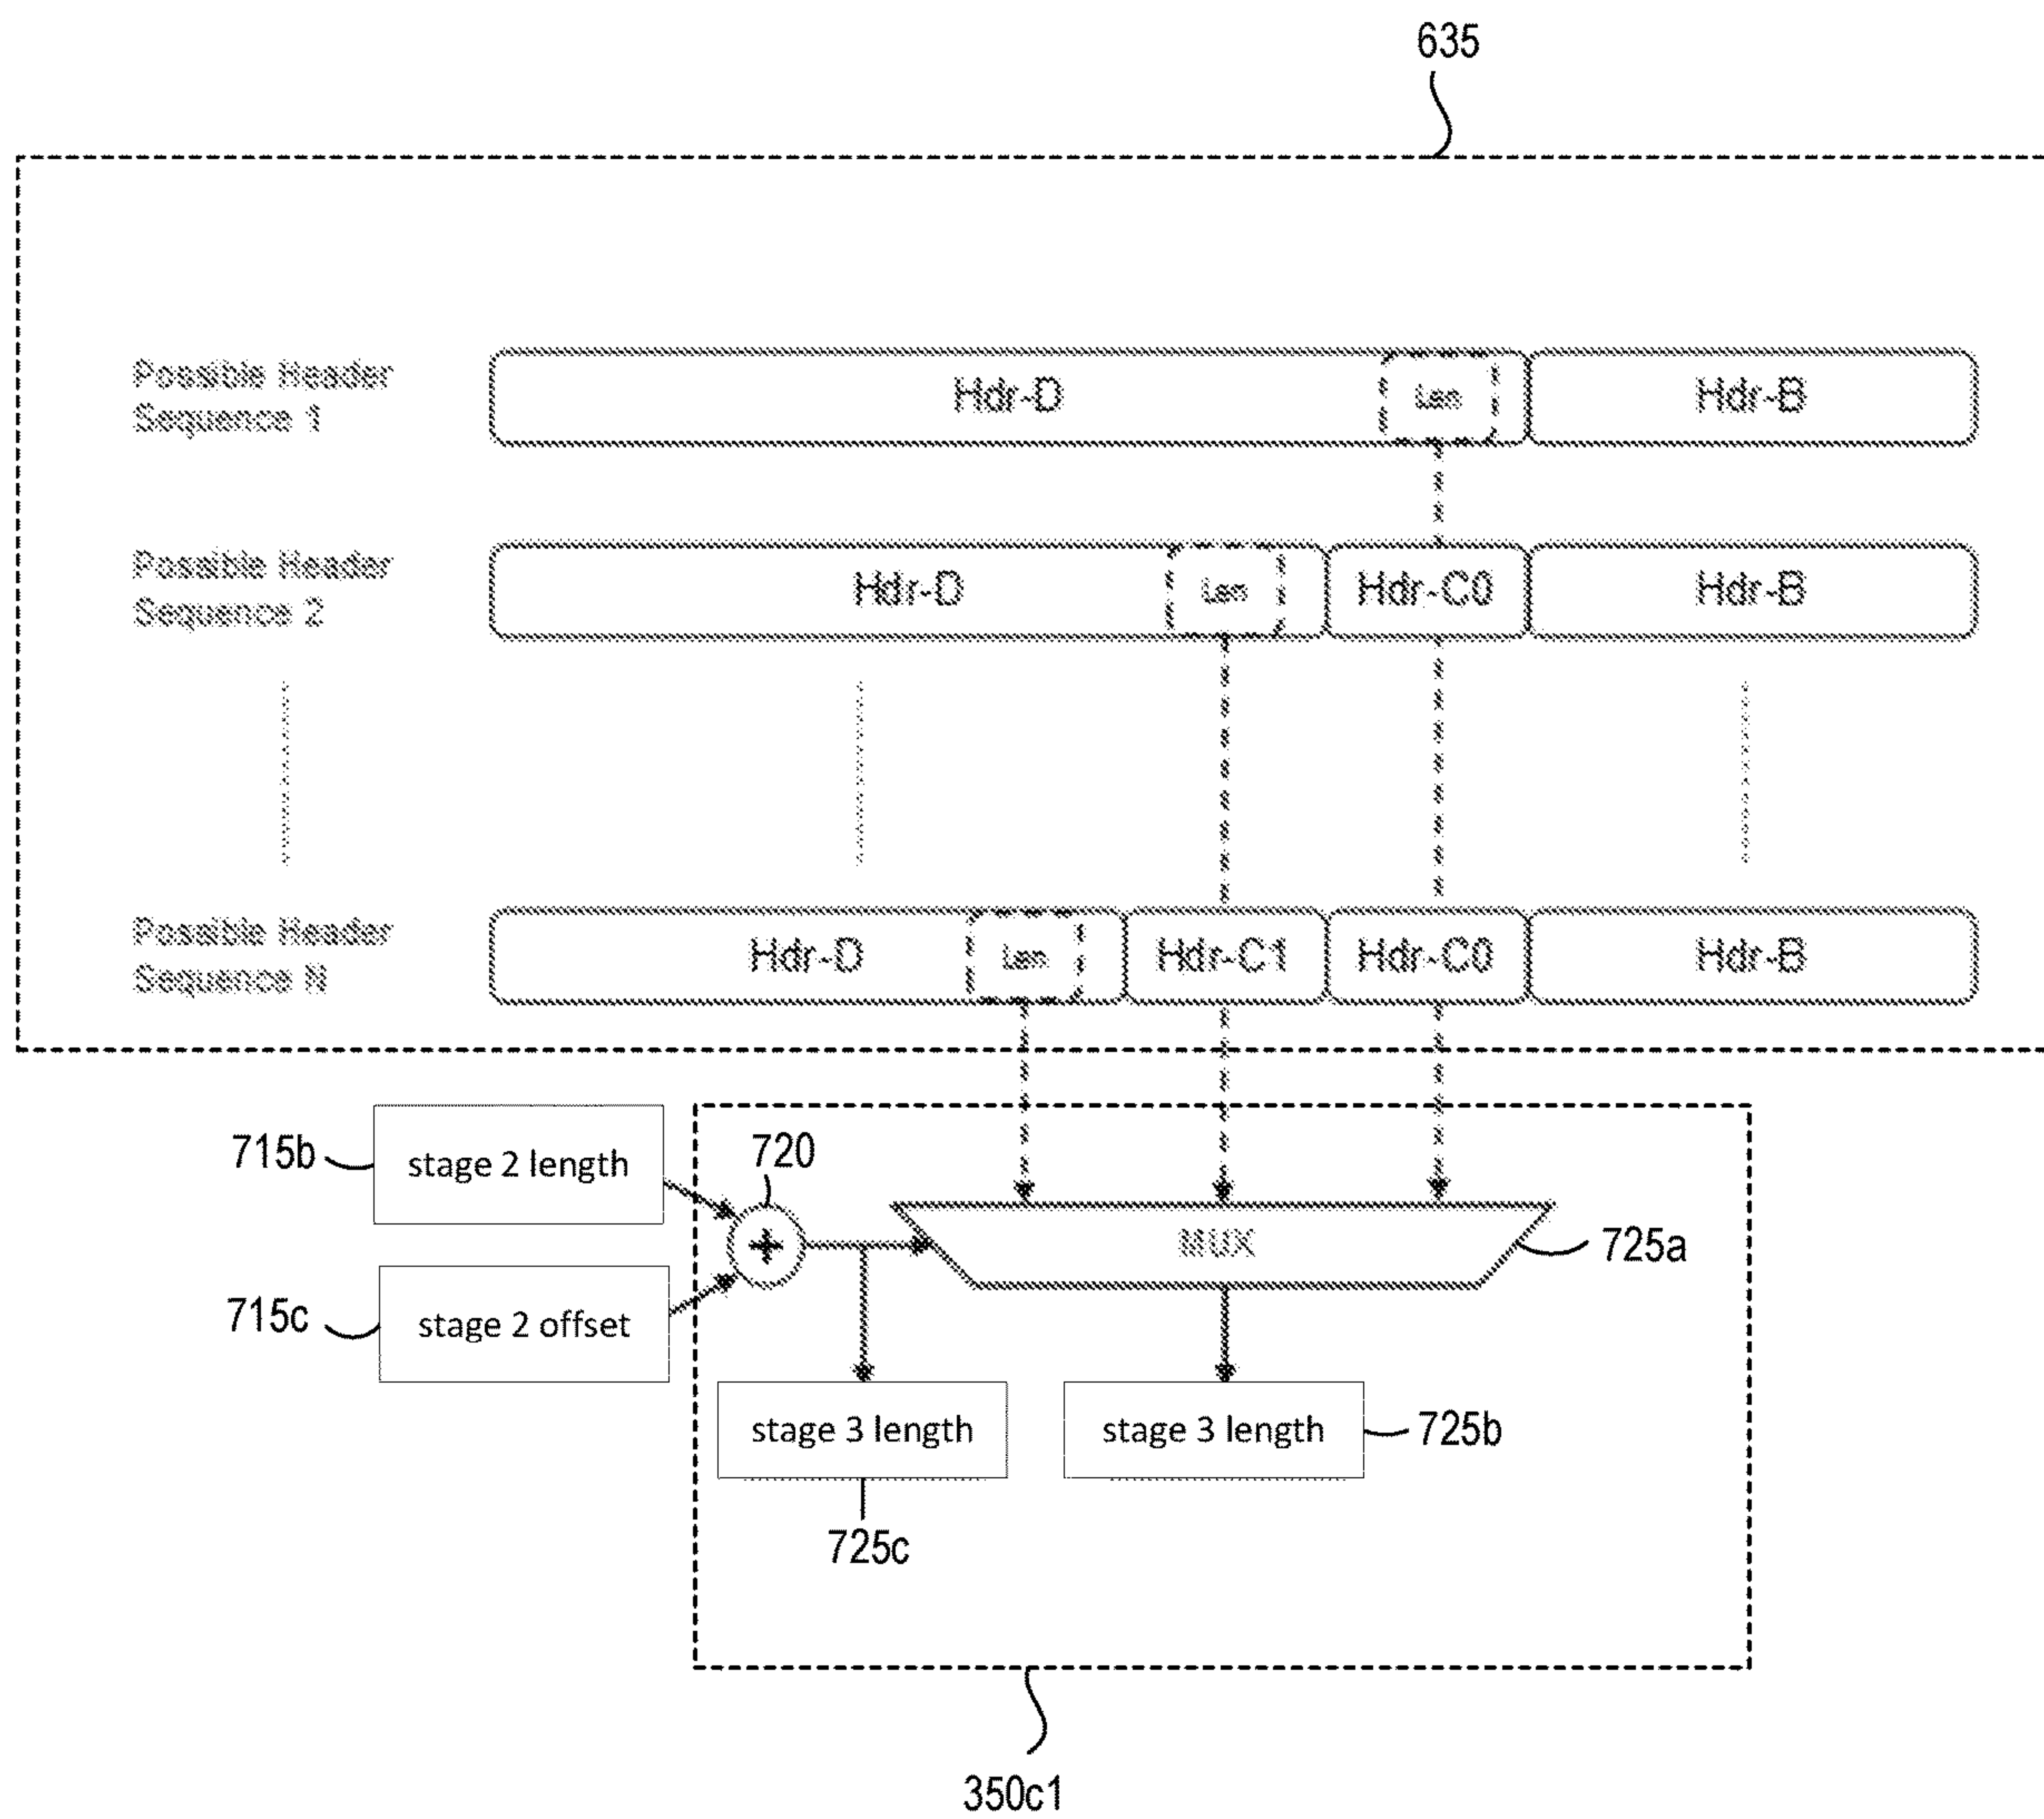 635
Possible Header
Sequence 1
Hdr-D
Len
Hdr-B
Possible Header
Sequence 2
Hdr-D
Len
Hdr-C0
Hdr-B
Possible Header
Sequence N
Hdr-D
Len
Hdr-C1
Hdr-C0
Hdr-B
715b
stage 2 length
720
+
MUX
725a
715c
stage 2 offset
stage 3 length
stage 3 length
725b
725c
350c1